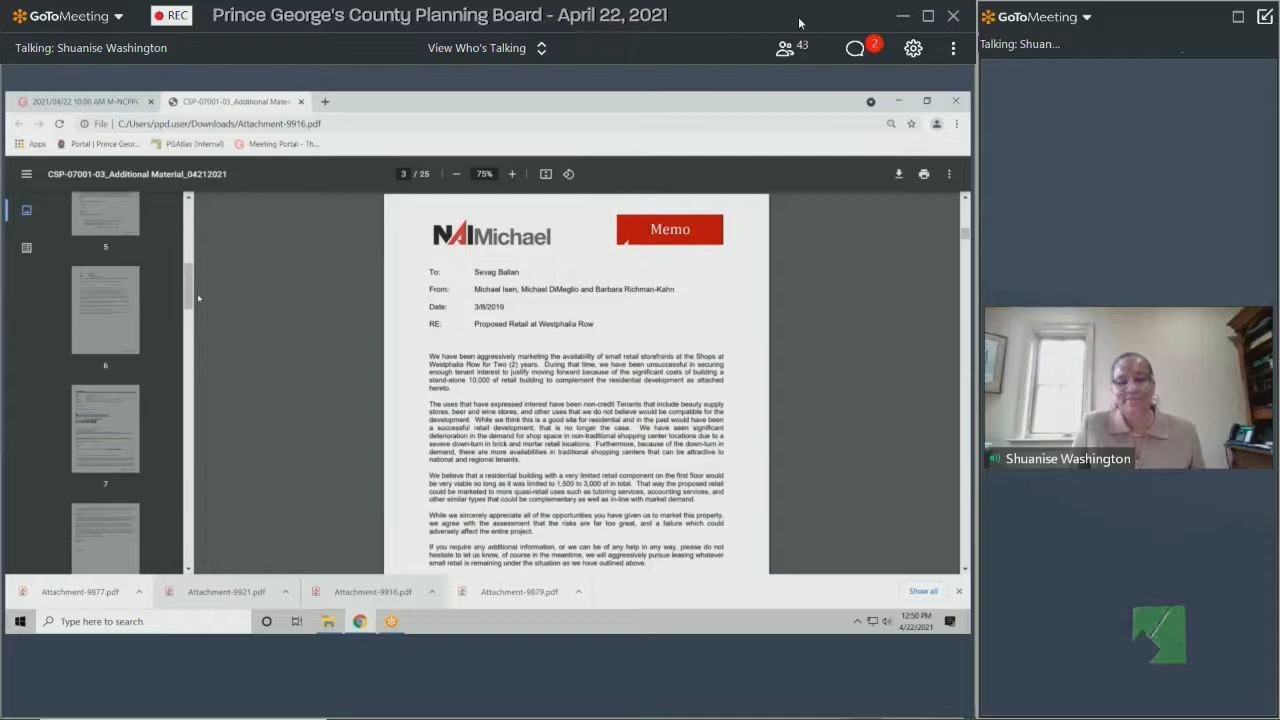 GoToMeeting
REC
Prince George's County Planning Board - April 22, 2021
GoToMeeting
Talking: Shuanise Washington
View Who's Talking
43
2
Talking: Shuan...
2021/04/22 10:00 AM M-NCPPC
CSP-07001-03_Additional Materi
File | C:/Users/ppd.user/Downloads/Attachment-9916.pdf
Apps
Portal | Prince Geor...
PGAtlas (Internal)
Meeting Portal - Th...
CSP-07001-03_Additional Material_04212021
3 / 25
75%
NAIMichael
Memo
To: Sevag Balian
From: Michael Isen, Michael DiMeglio and Barbara Richman-Kahn
Date: 3/8/2019
RE: Proposed Retail at Westphalia Row
We have been aggressively marketing the availability of small retail storefronts at the Shops at
Westphalia Row for Two (2) years. During that time, we have been unsuccessful in securing
enough tenant interest to justify moving forward because of the significant costs of building a
stand-alone 10,000 sf retail building to complement the residential development as attached
hereto.
The uses that have expressed interest have been non-credit Tenants that include beauty supply
stores, beer and wine stores, and other uses that we do not believe would be compatible for the
development. While we think this is a good site for residential and in the past would have been
a successful retail development; that is no longer the case. We have seen significant
deterioration in the demand for shop space in non-traditional shopping center locations due to a
severe down-turn in brick and mortar retail locations. Furthermore, because of the down-turn in
demand, there are more availabilities in traditional shopping centers that can be attractive to
national and regional tenants.
We believe that a residential building with a very limited retail component on the first floor would
be very viable so long as it was limited to 1,500 to 3,000 sf in total. That way the proposed retail
could be marketed to more quasi-retail uses such as tutoring services, accounting services, and
other similar types that could be complementary as well as in-line with market demand.
While we sincerely appreciate all of the opportunities you have given us to market this property,
we agree with the assessment that the risks are far too great, and a failure which could
adversely affect the entire project.
If you require any additional information, or we can be of any help in any way, please do not
hesitate to let us know, of course in the meantime, we will aggressively pursue leasing whatever
small retail is remaining under the situation as we have outlined above.
5
6
7
Shuanise Washington
Attachment-9877.pdf
Attachment-9921.pdf
Attachment-9916.pdf
Attachment-9879.pdf
Show all
Type here to search
12:50 PM
4/22/2021